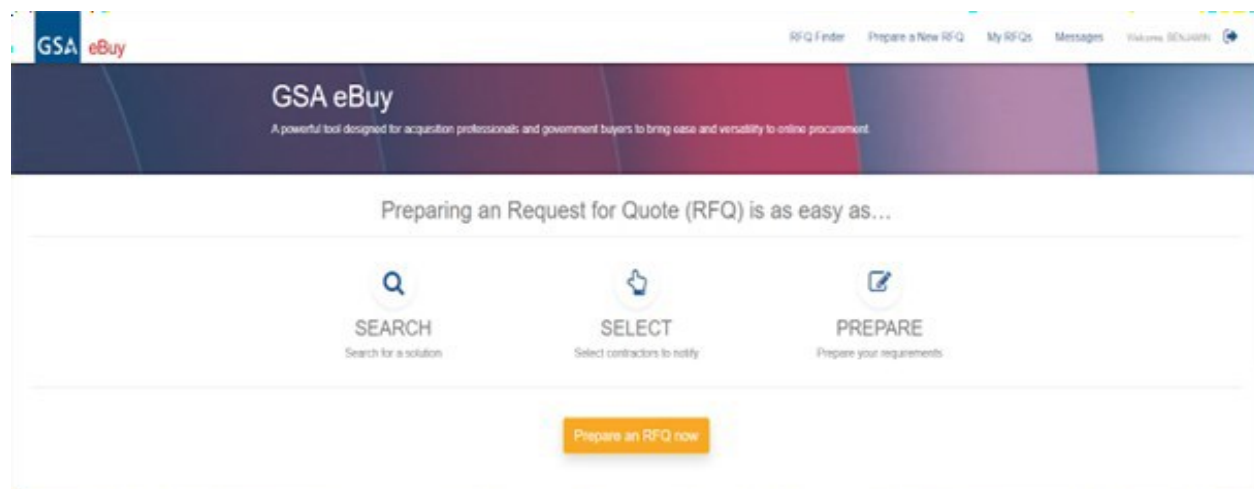 GSA eBuy
RFQ Finder Prepare a New RFQ My RFQs Messages Welcome, BENJAMIN
GSA eBuy
A powerful tool designed for acquisition professionals and government buyers to bring ease and versatility to online procurement.
Preparing an Request for Quote (RFQ) is as easy as...
SEARCH SELECT PREPARE
Search for a solution Select contractors to notify Prepare your requirements
Prepare an RFQ now